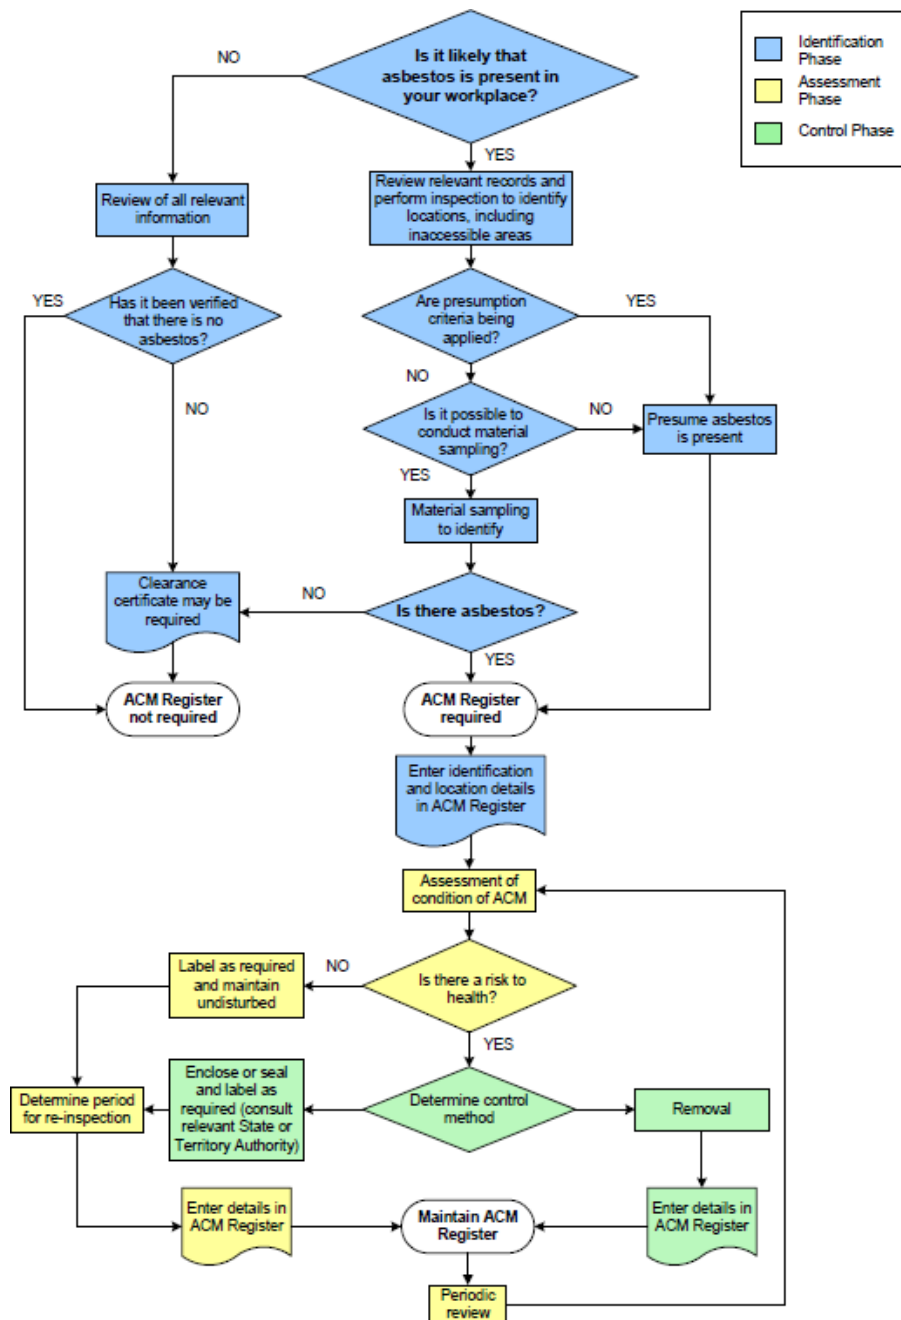 Is it likely that
asbestos is present in
your workplace?
NO
YES
Identification
Phase
Assessment
Phase
Control Phase
Review of all relevant
information
Review relevant records and
perform inspection to identify
locations, including
inaccessible areas
YES
Has it been verified
that there is no
asbestos?
NO
Are presumption
criteria being
applied?
YES
NO
Is it possible to
conduct material
sampling?
NO
YES
Presume asbestos
is present
Material sampling
to identify
Clearance
certificate may be
required
NO
Is there asbestos?
YES
ACM Register
not required
ACM Register
required
Enter identification
and location details
in ACM Register
Assessment of
condition of ACM
Label as required
and maintain
undisturbed
NO
Is there a risk to
health?
YES
Determine period
for re-inspection
Enclose or seal
and label as
required (consult
relevant State or
Territory Authority)
Determine control
method
Removal
Enter details in
ACM Register
Maintain ACM
Register
Enter details in
ACM Register
Periodic
review